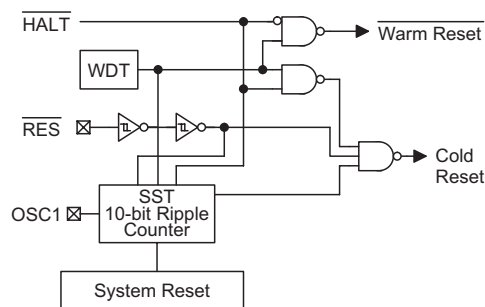 HALT
Warm Reset
WDT
RES
Cold
Reset
OSC1
SST
10-bit Ripple
Counter
System Reset